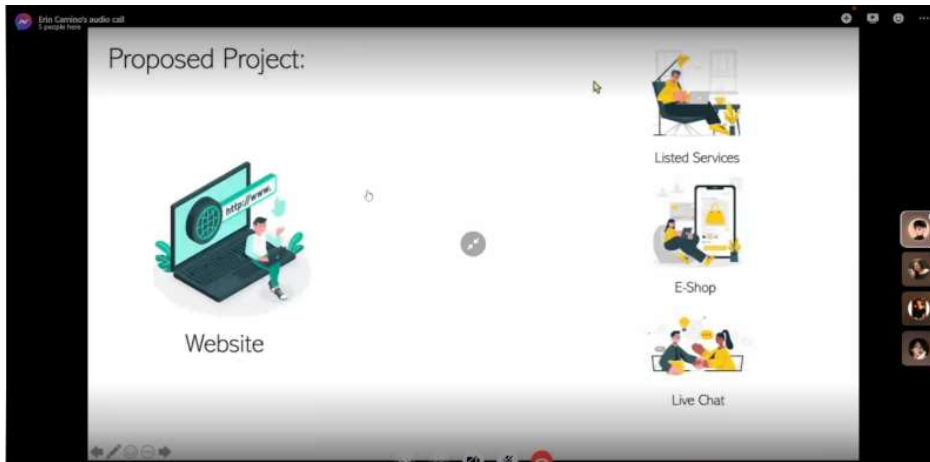 Erin Camino's audio call
5 people here
Proposed Project:
http://www.
Website
Listed Services
E-Shop
Live Chat